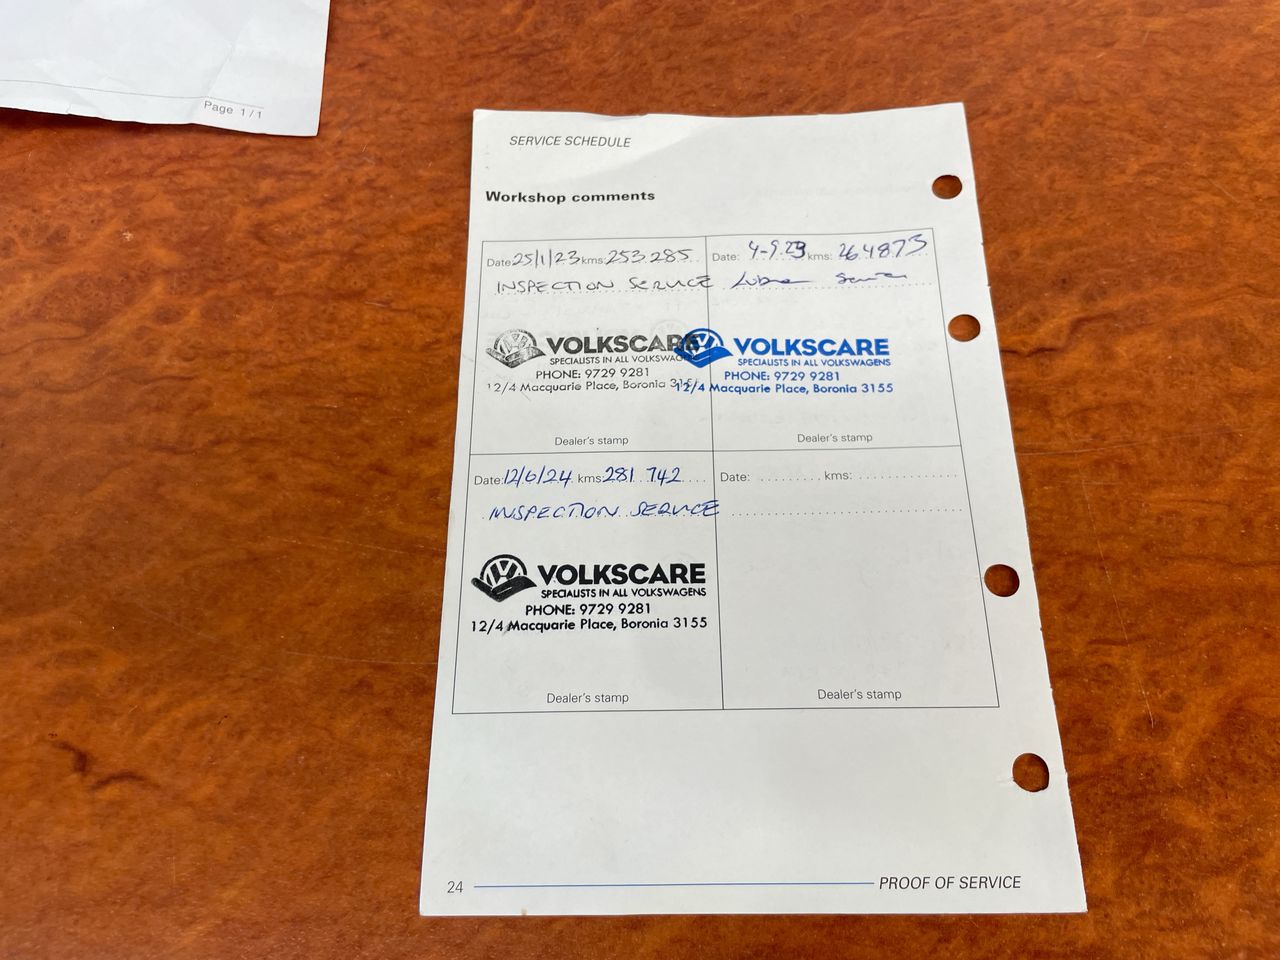 Page 1/1
SERVICE SCHEDULE
Workshop comments
Date: 25/1/23 kms: 253.285
INSPECTION SERVICE
VOLKSCARE
SPECIALISTS IN ALL VOLKSWAGENS
PHONE: 9729 9281
12/4 Macquarie Place, Boronia 3155
Dealer's stamp
Date: 4-9.23 kms: 264873
VOLKSCARE
SPECIALISTS IN ALL VOLKSWAGENS
PHONE: 9729 9281
12/4 Macquarie Place, Boronia 3155
Dealer's stamp
Date: 12/6/24 kms: 281 742
INSPECTION SERVICE
VOLKSCARE
SPECIALISTS IN ALL VOLKSWAGENS
PHONE: 9729 9281
12/4 Macquarie Place, Boronia 3155
Dealer's stamp
Date: .......... kms: ..............
Dealer's stamp
24 PROOF OF SERVICE